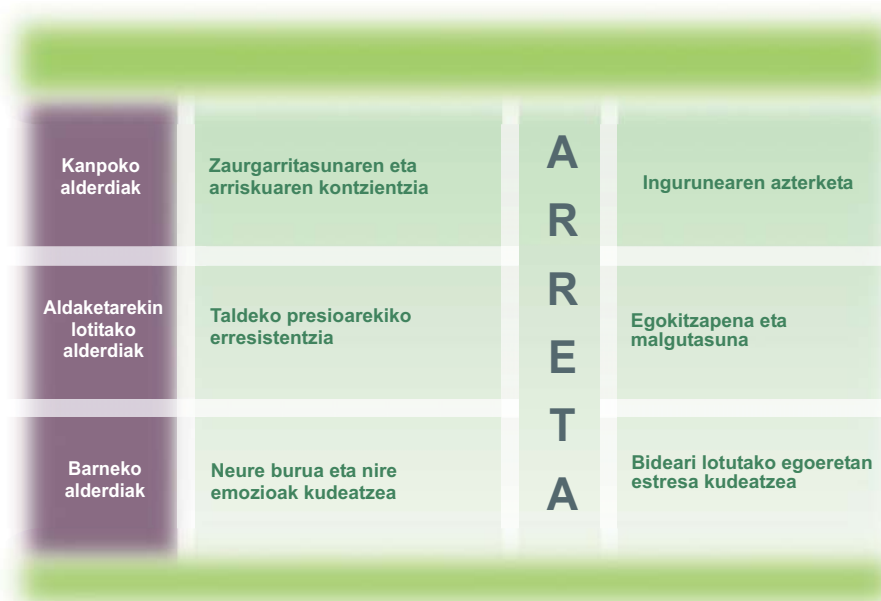 Kanpoko
alderdiak
Zaurgarritasunaren eta
arriskuaren kontzientzia
Ingurunearen azterketa
Aldaketarekin
lotitako
alderdiak
Taldeko presioarekiko
erresistentzia
Egokitzapena eta
malgutasuna
Barneko
alderdiak
Neure burua eta nire
emozioak kudeatzea
Bideari lotutako egoeretan
estresa kudeatzea
A
R
R
E
T
A